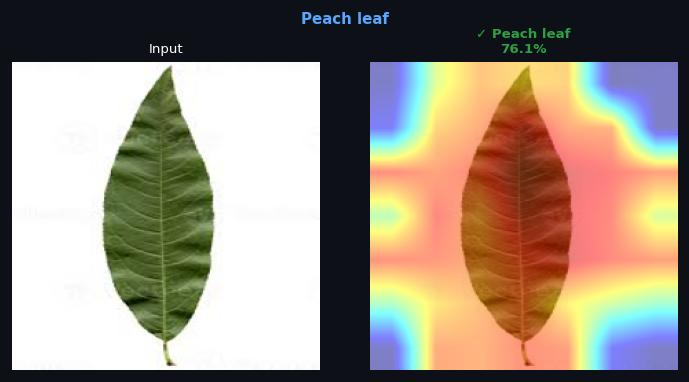 Peach leaf
Input
✓ Peach leaf
76.1%